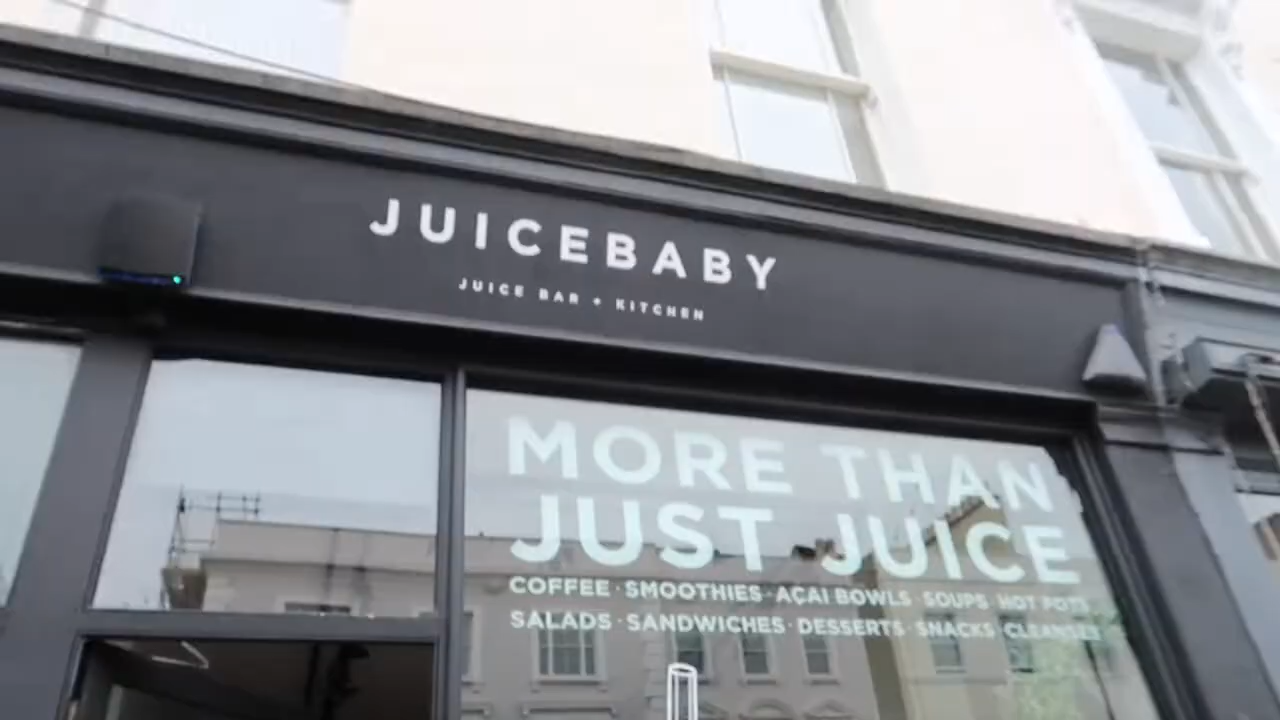 JUICEBABY
JUICE BAR + KITCHEN
MORE THAN
JUST JUICE
COFFEE · SMOOTHIES · AÇAI BOWLS · SOUPS · HOT POTS
SALADS · SANDWICHES · DESSERTS · SNACKS · CLEANSES